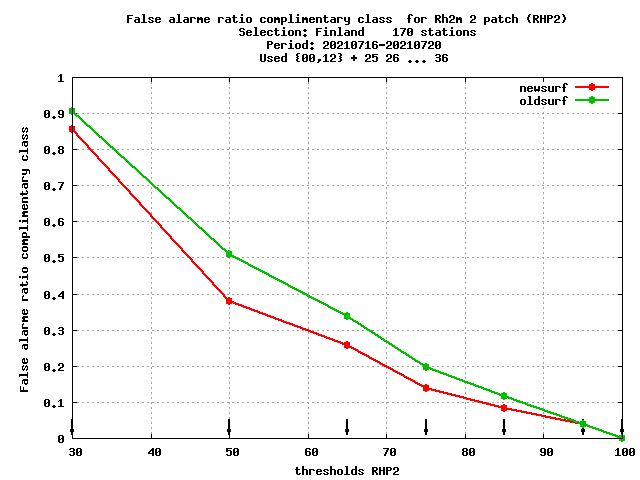 False alarme ratio complimentary class  for Rh2m 2 patch (RHP2)
Selection: Finland    170 stations
Period: 20210716-20210720
Used {00,12} + 25 26 ... 36
newsurf
oldsurf
False alarme ratio complimentary class
1
0.9
0.8
0.7
0.6
0.5
0.4
0.3
0.2
0.1
0
30 40 50 60 70 80 90 100
thresholds RHP2